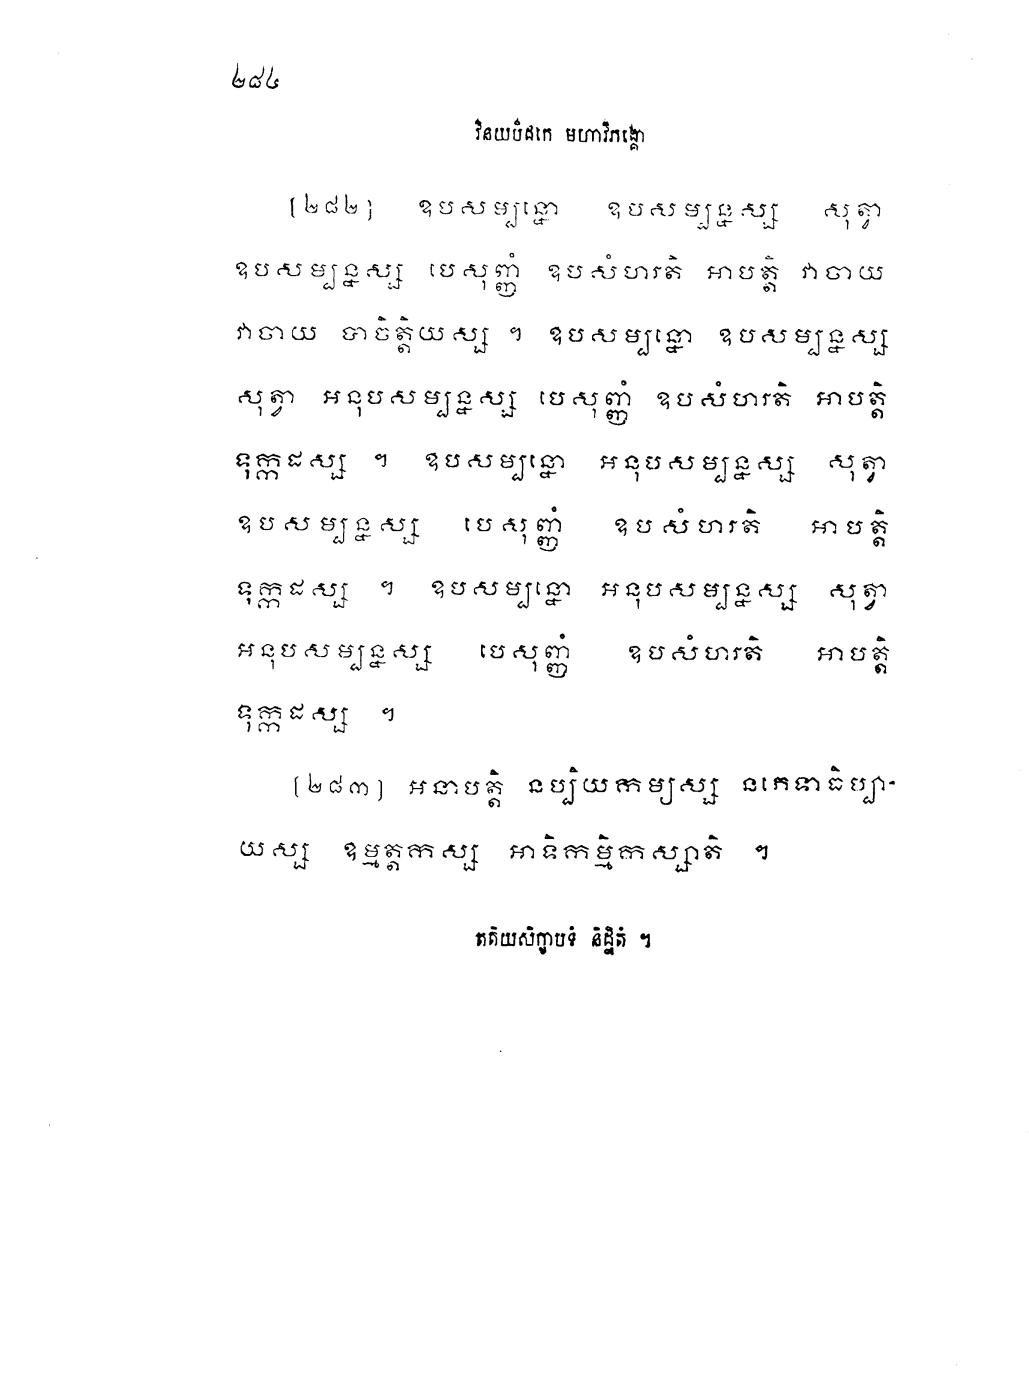 ២៨៤
វិនយបិដកេ មហាវិភង្គោ
[២៨២] ឧបសម្បន្នោ ឧបសម្បន្នស្ស សុត្វា
ឧបសម្បន្នស្ស បេសុញ្ញំ ឧបសំហរតិ អាបត្តិ វាចាយ
វាចាយ បាចិត្តិយស្ស ។ ឧបសម្បន្នោ ឧបសម្បន្នស្ស
សុត្វា អនុបសម្បន្នស្ស បេសុញ្ញំ ឧបសំហរតិ អាបត្តិ
ទុក្កដស្ស ។ ឧបសម្បន្នោ អនុបសម្បន្នស្ស សុត្វា
ឧបសម្បន្នស្ស បេសុញ្ញំ ឧបសំហរតិ អាបត្តិ
ទុក្កដស្ស ។ ឧបសម្បន្នោ អនុបសម្បន្នស្ស សុត្វា
អនុបសម្បន្នស្ស បេសុញ្ញំ ឧបសំហរតិ អាបត្តិ
ទុក្កដស្ស ។
[២៨៣] អនាបត្តិ នប្បិយកម្យស្ស នភេទាធិប្បា-
យស្ស ឧម្មត្តកស្ស អាទិកម្មិកស្សាតិ ។
តតិយសិក្ខាបទំ និដ្ឋិតំ ។